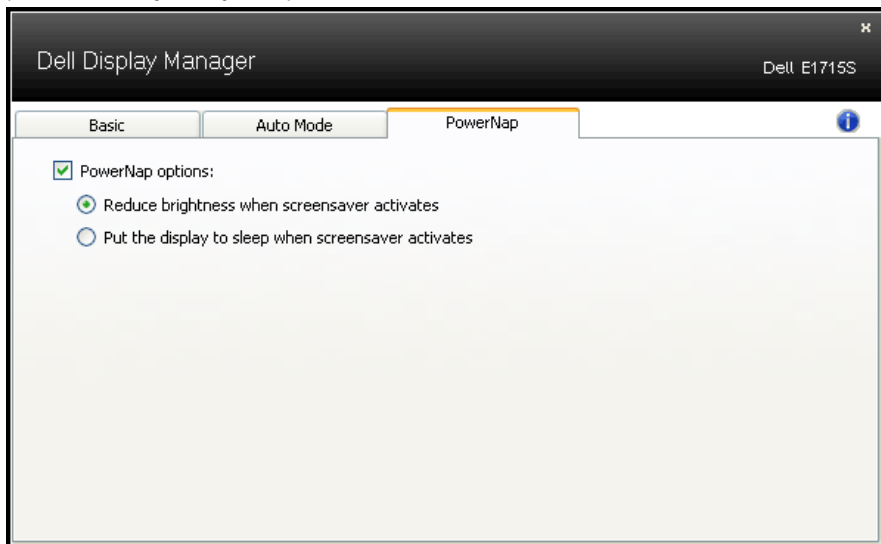 Dell Display Manager
Dell E1715S
Basic
Auto Mode
PowerNap
PowerNap options:
Reduce brightness when screensaver activates
Put the display to sleep when screensaver activates